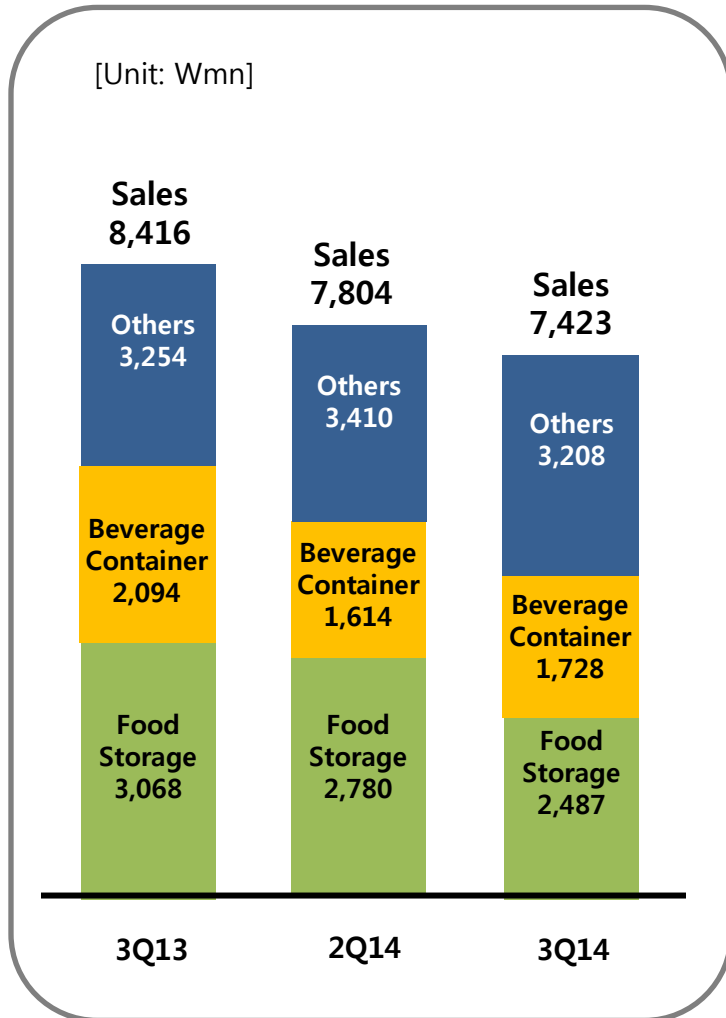 [Unit: Wmn]
Sales
8,416
Others
3,254
Beverage
Container
2,094
Food
Storage
3,068
Sales
7,804
Others
3,410
Beverage
Container
1,614
Food
Storage
2,780
Sales
7,423
Others
3,208
Beverage
Container
1,728
Food
Storage
2,487
3Q13
2Q14
3Q14